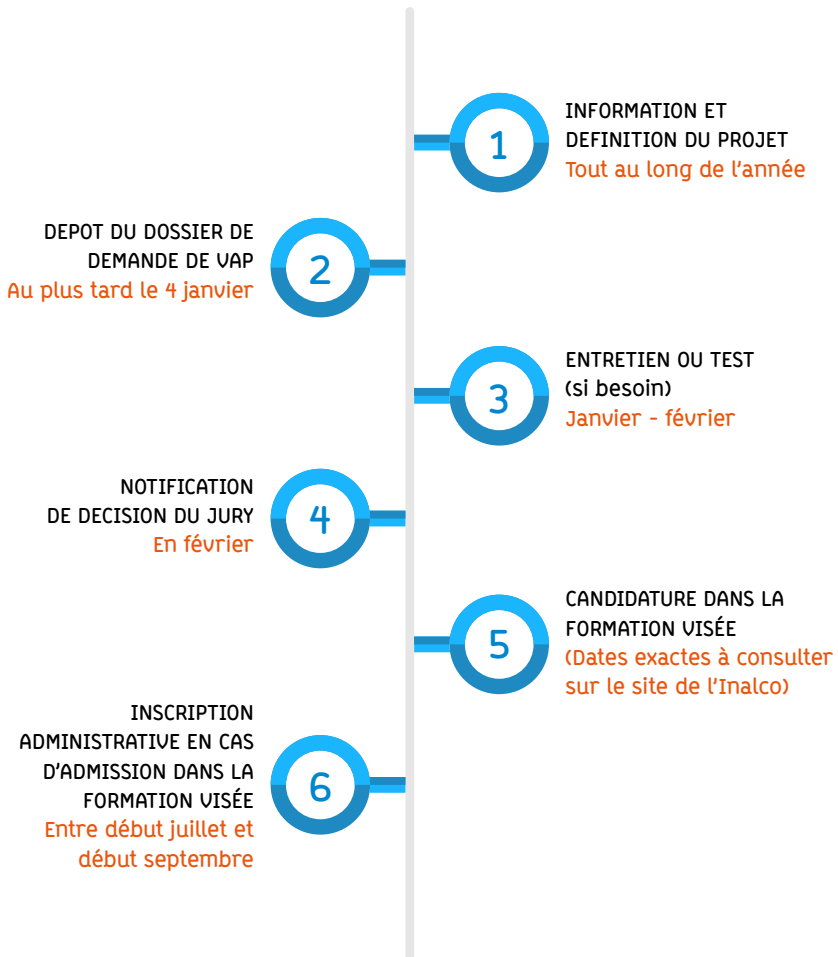 1
INFORMATION ET
DEFINITION DU PROJET
Tout au long de l'année
2
DEPOT DU DOSSIER DE
DEMANDE DE VAP
Au plus tard le 4 janvier
3
ENTRETIEN OU TEST
(si besoin)
Janvier - février
4
NOTIFICATION
DE DECISION DU JURY
En février
5
CANDIDATURE DANS LA
FORMATION VISÉE
(Dates exactes à consulter
sur le site de l'Inalco)
6
INSCRIPTION
ADMINISTRATIVE EN CAS
D'ADMISSION DANS LA
FORMATION VISÉE
Entre début juillet et
début septembre